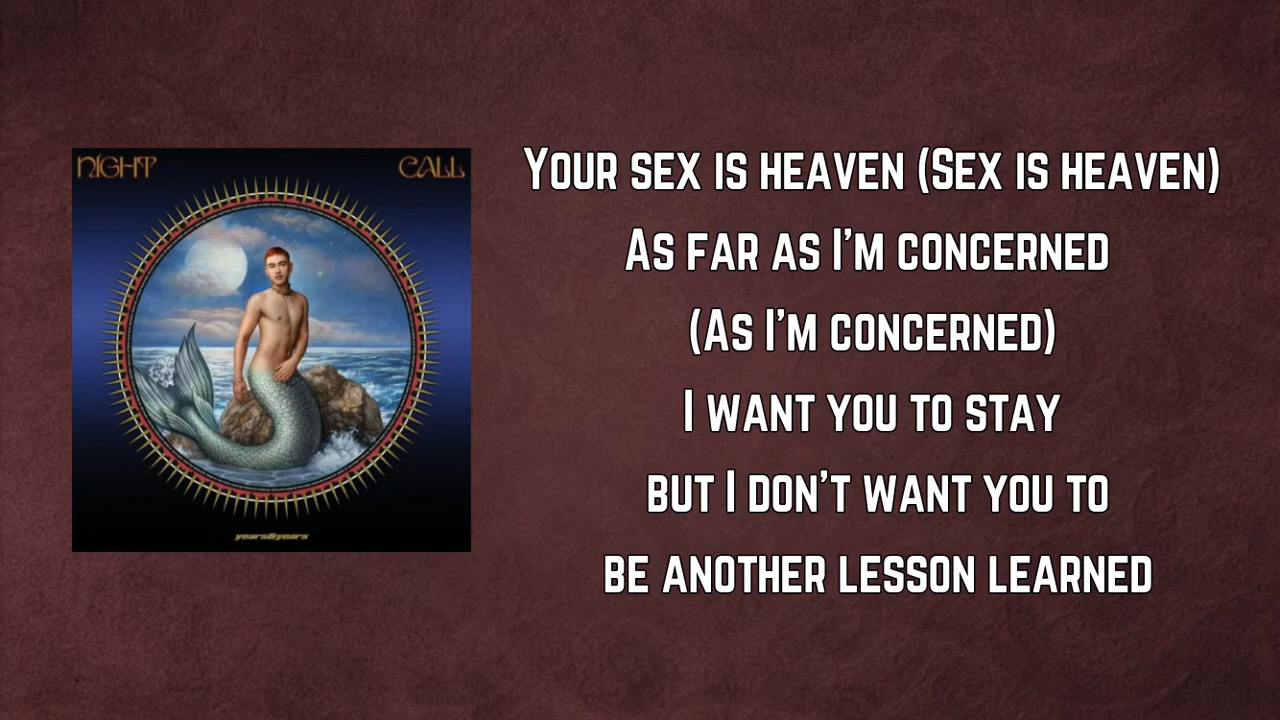 NIGHT CALL
years&years
YOUR SEX IS HEAVEN (SEX IS HEAVEN)
AS FAR AS I'M CONCERNED
(AS I'M CONCERNED)
I WANT YOU TO STAY
BUT I DON'T WANT YOU TO
BE ANOTHER LESSON LEARNED